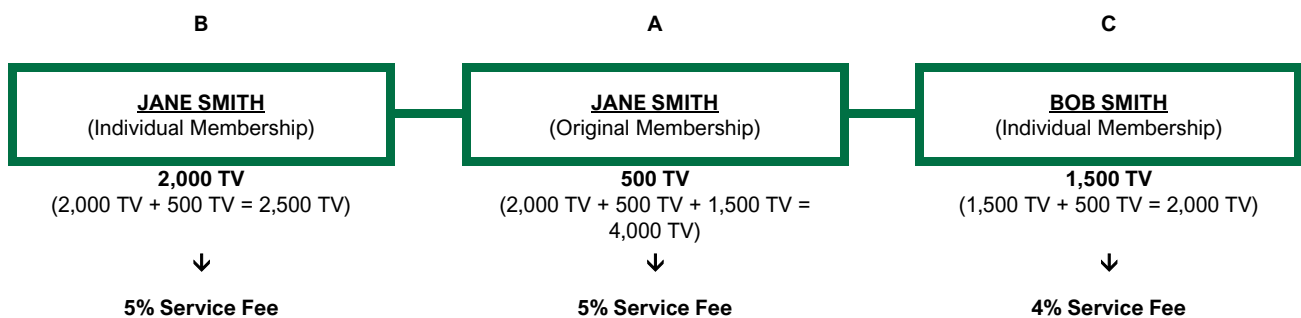 B
A
C
JANE SMITH
(Individual Membership)
JANE SMITH
(Original Membership)
BOB SMITH
(Individual Membership)
2,000 TV
(2,000 TV + 500 TV = 2,500 TV)
500 TV
(2,000 TV + 500 TV + 1,500 TV =
4,000 TV)
1,500 TV
(1,500 TV + 500 TV = 2,000 TV)
5% Service Fee
5% Service Fee
4% Service Fee